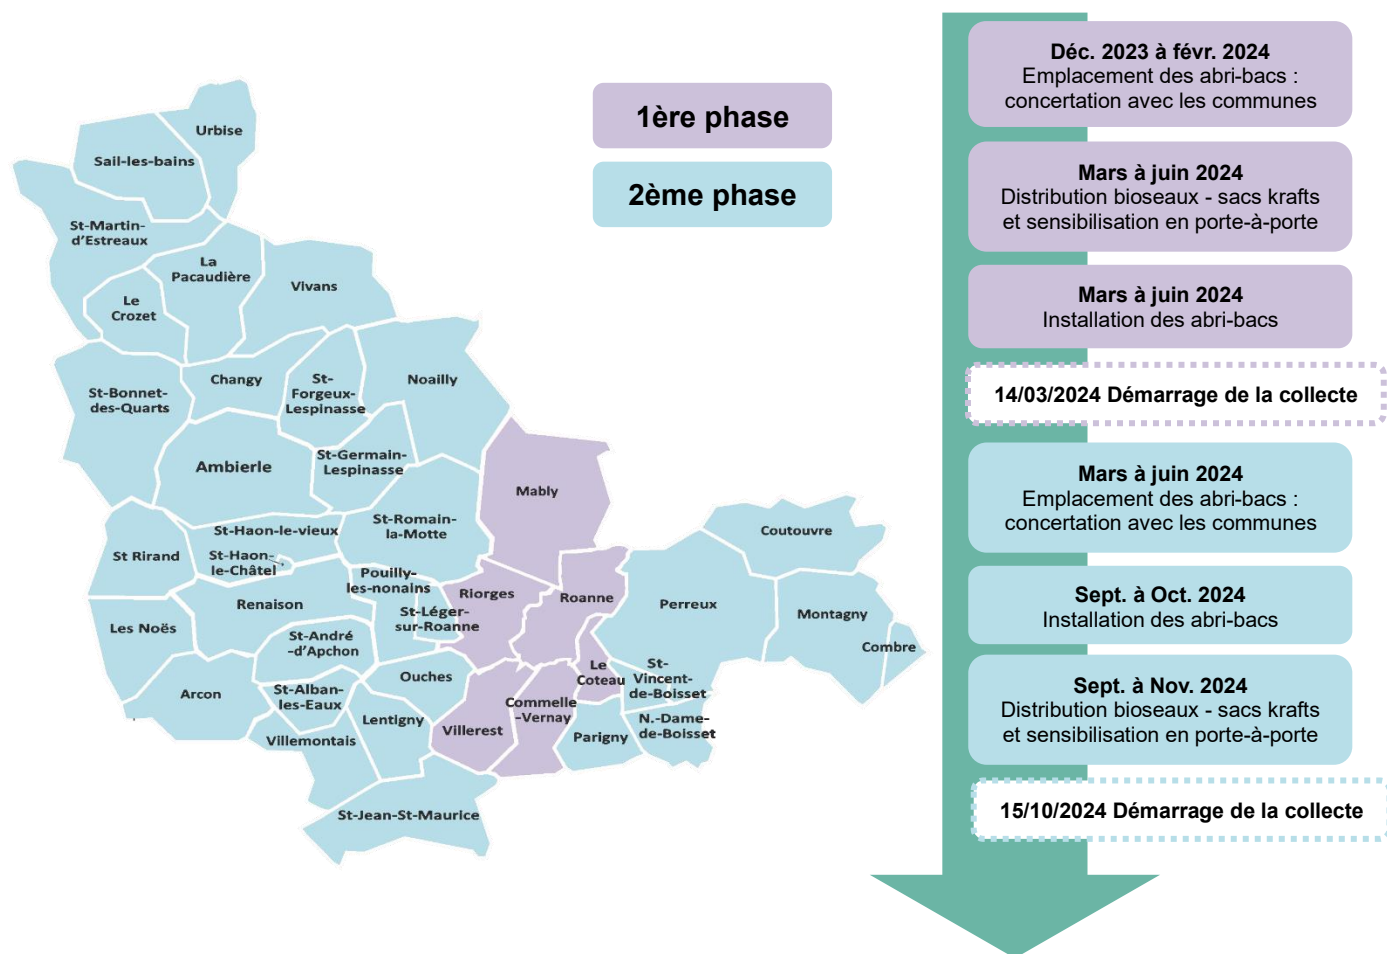 Urbise
Sail-les-bains
St-Martin-
d'Estreaux
La
Pacaudière
Le
Crozet
Vivans
Changy
St-
Forgeux-
Lespinasse
Noailly
St-Bonnet-
des-Quarts
Ambierle
St-Germain-
Lespinasse
Mably
St-Haon-le-vieux
St-Romain-
la-Motte
St Rirand
St-Haon-
le-Châtel
Pouilly-
les-nonains
Riorges
Roanne
Coutouvre
Perreux
Montagny
Combre
Renaison
St-Léger-
sur-Roanne
Les Noës
St-André
-d'Apchon
Ouches
Le
Coteau
St-
Vincent-
de-Boisset
Arcon
St-Alban-
les-Eaux
Lentigny
Villerest
Commelle
-Vernay
Parigny
N.-Dame-
de-Boisset
Villemontais
St-Jean-St-Maurice
1ère phase
2ème phase
Déc. 2023 à févr. 2024
Emplacement des abri-bacs :
concertation avec les communes
Mars à juin 2024
Distribution bioseaux - sacs krafts
et sensibilisation en porte-à-porte
Mars à juin 2024
Installation des abri-bacs
14/03/2024 Démarrage de la collecte
Mars à juin 2024
Emplacement des abri-bacs :
concertation avec les communes
Sept. à Oct. 2024
Installation des abri-bacs
Sept. à Nov. 2024
Distribution bioseaux - sacs krafts
et sensibilisation en porte-à-porte
15/10/2024 Démarrage de la collecte